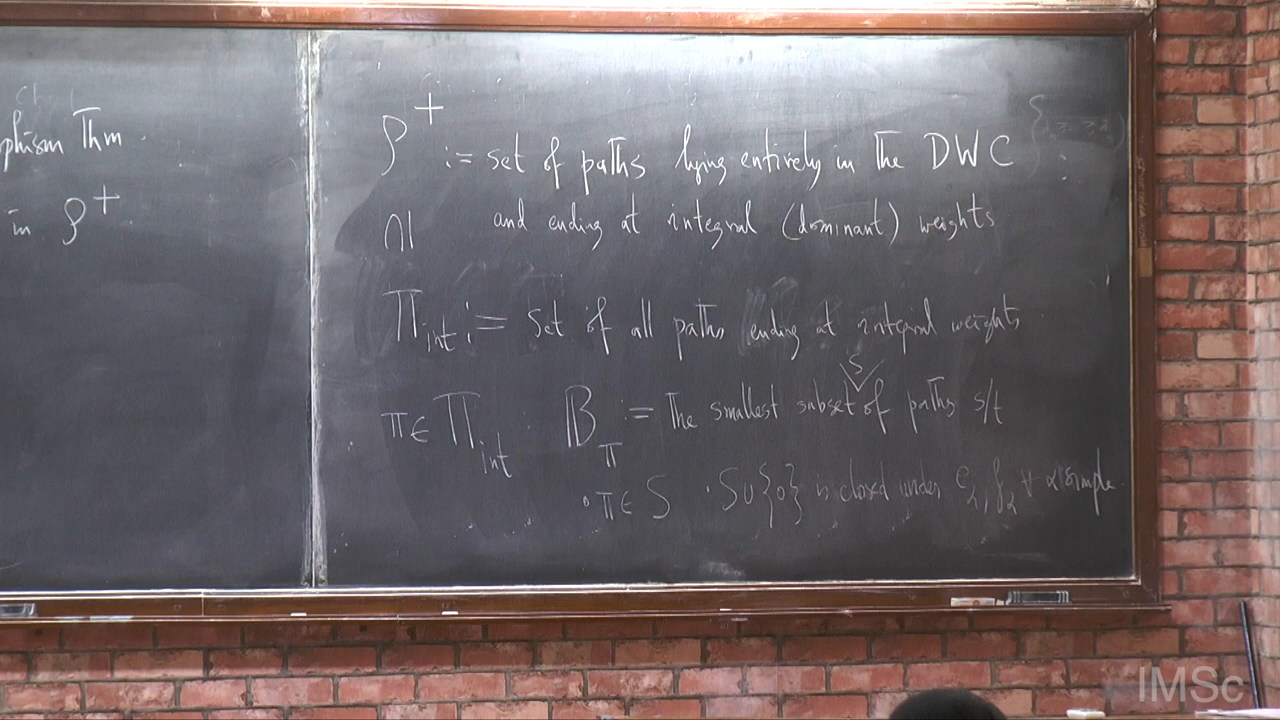 phism Thm.
in P⁺
P⁺ := set of paths lying entirely in the DWC
and ending at integral (dominant) weights
∩|
Π_int := set of all paths ending at integral weights
π ∈ Π_int . 𝔹_π := The smallest subset S of paths s/t
• π ∈ S • S ∪ {0} is closed under e_α, f_α ∀ α simple.
IMSc